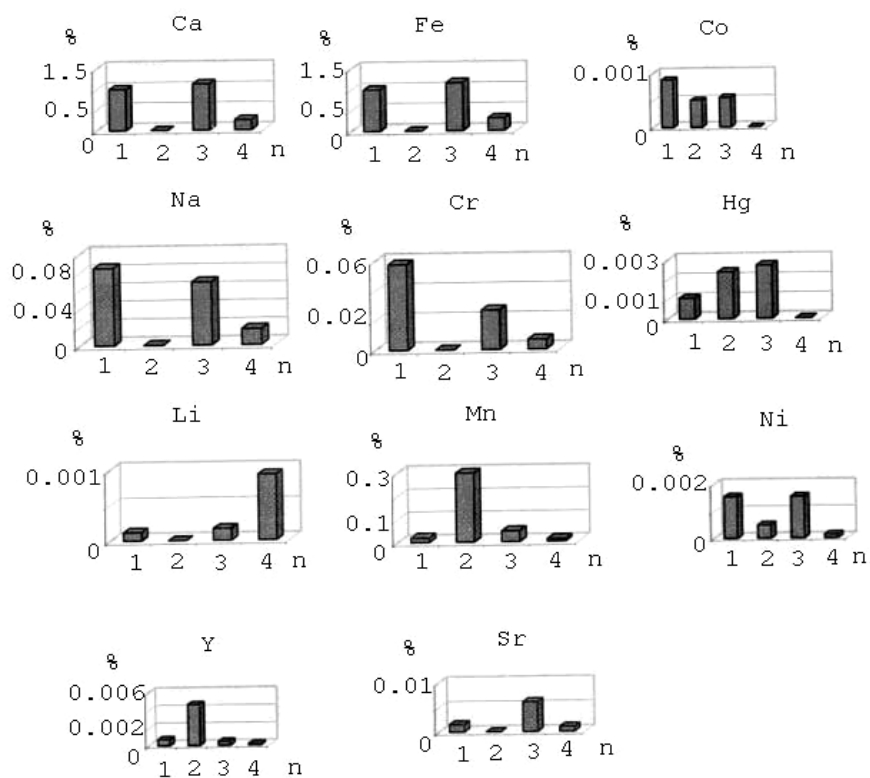 Ca
%
1.5
0.5
0
1 2 3 4 n
Fe
%
1.5
0.5
0
1 2 3 4 n
Co
%
0.001
0
1 2 3 4 n
Na
%
0.08
0.04
0
1 2 3 4 n
Cr
%
0.06
0.02
0
1 2 3 4 n
Hg
%
0.003
0.001
0
1 2 3 4 n
Li
%
0.001
0
1 2 3 4 n
Mn
%
0.3
0.1
0
1 2 3 4 n
Ni
%
0.002
0
1 2 3 4 n
Y
%
0.006
0.002
0
1 2 3 4 n
Sr
%
0.01
0
1 2 3 4 n